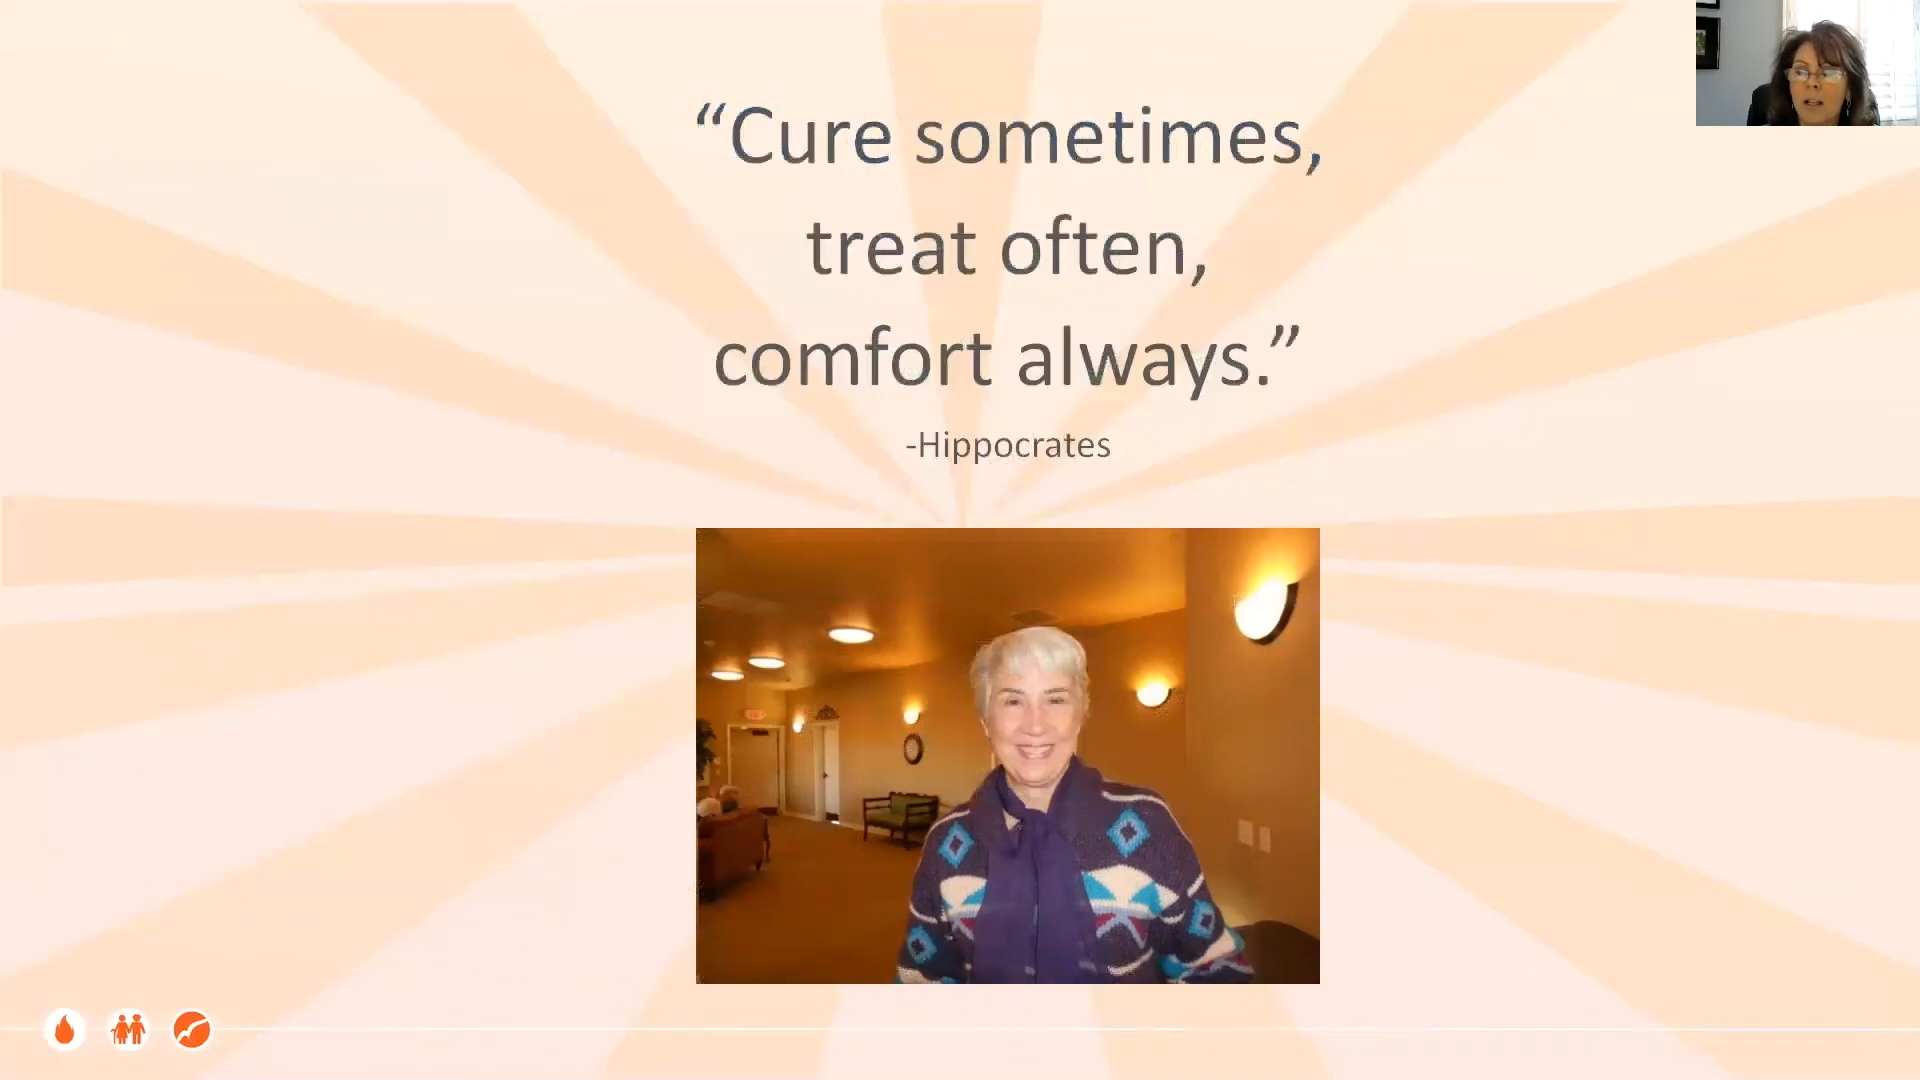 “Cure sometimes,
treat often,
comfort always.”
-Hippocrates